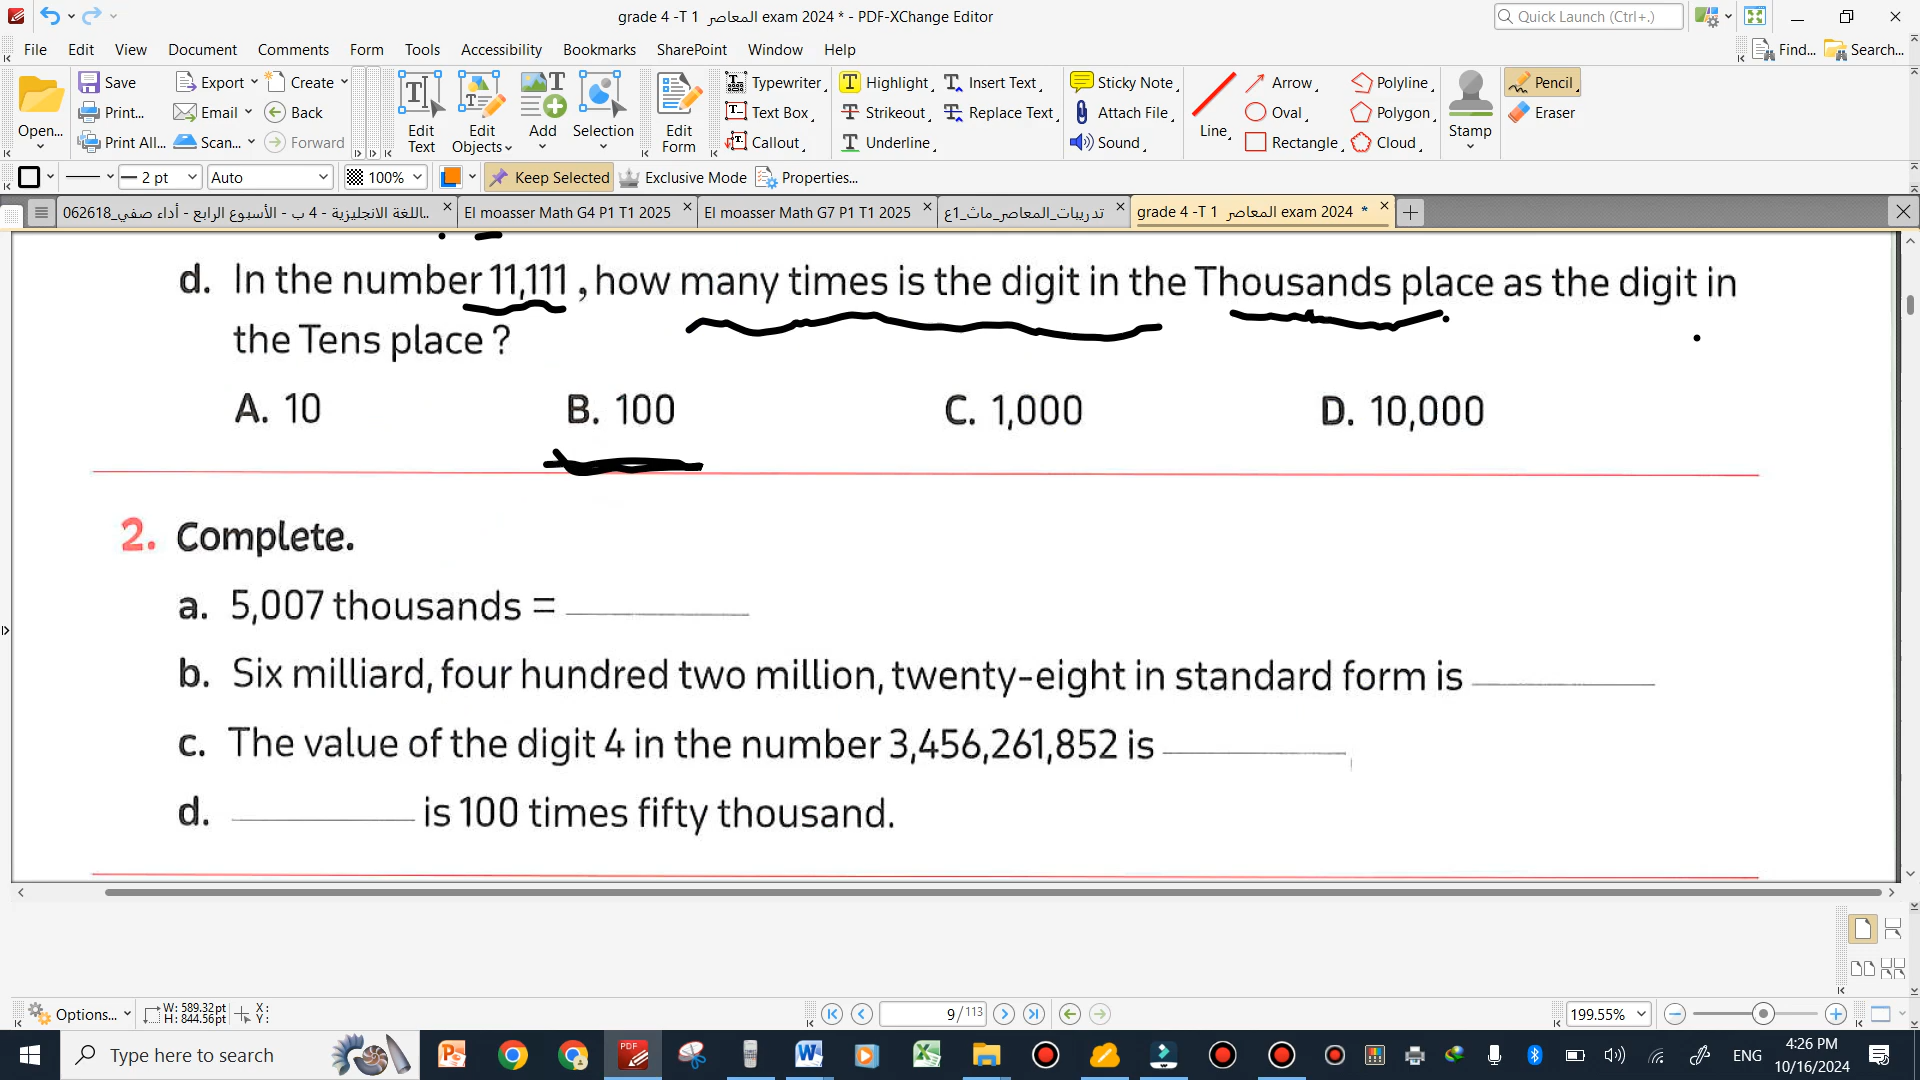 grade 4 -T 1 المعاصر exam 2024 * - PDF-XChange Editor
Quick Launch (Ctrl+.)
File Edit View Document Comments Form Tools Accessibility Bookmarks SharePoint Window Help
Find... Search...
Open... Save Print... Print All... Export Email Scan... Create Back Forward
Edit Text Edit Objects Add Selection Edit Form
Typewriter Text Box Callout
Highlight Strikeout Underline Insert Text Replace Text
Sticky Note Attach File Sound
Line Arrow Oval Rectangle Polyline Polygon Cloud Stamp Pencil Eraser
2 pt Auto 100% Keep Selected Exclusive Mode Properties...
اللغة الانجليزية - 4 ب - الأسبوع الرابع - أداء صفي_062618.. El moasser Math G4 P1 T1 2025 El moasser Math G7 P1 T1 2025 تدريبات_المعاصر_ماث_1ع grade 4 -T 1 المعاصر exam 2024 *
d. In the number 11,111 , how many times is the digit in the Thousands place as the digit in
the Tens place ?
A. 10 B. 100 C. 1,000 D. 10,000
2. Complete.
a. 5,007 thousands = ________
b. Six milliard, four hundred two million, twenty-eight in standard form is ________
c. The value of the digit 4 in the number 3,456,261,852 is ________
d. ________ is 100 times fifty thousand.
Options... W: 589.32pt H: 844.56pt X: Y: 9 / 113 199.55%
Type here to search ENG 4:26 PM
10/16/2024